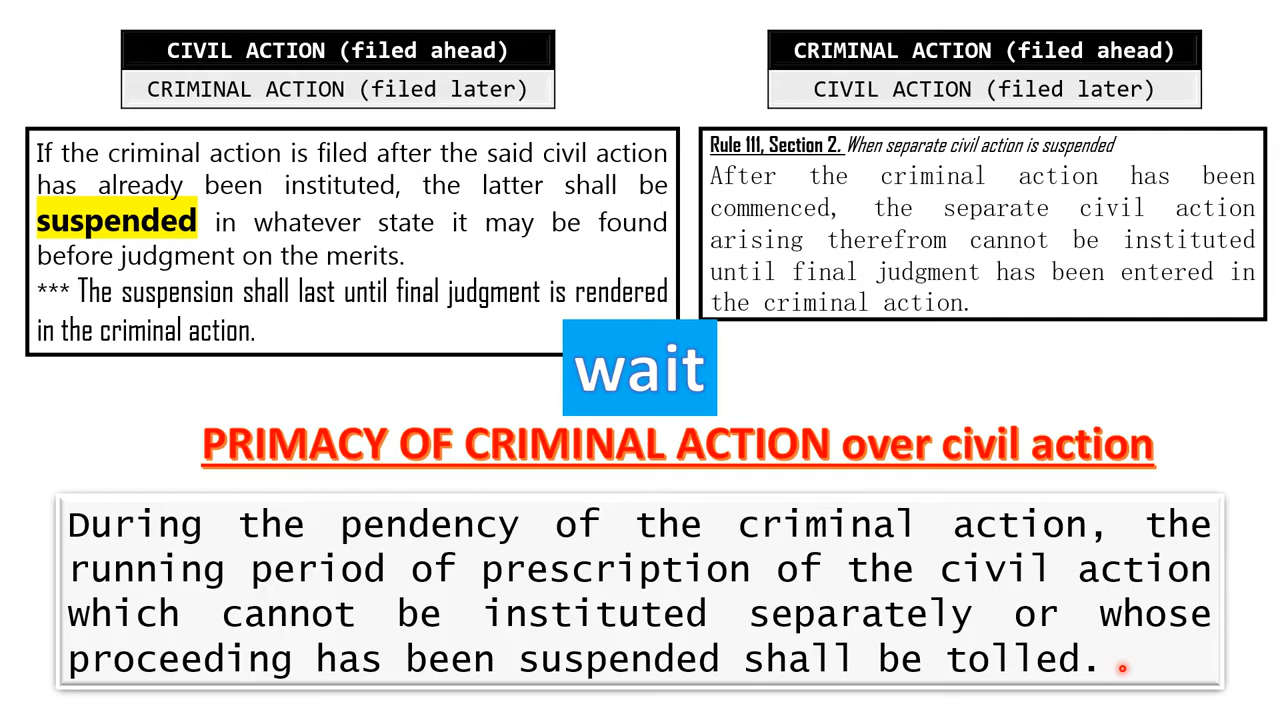 CIVIL ACTION (filed ahead)
CRIMINAL ACTION (filed later)
If the criminal action is filed after the said civil action
has already been instituted, the latter shall be
suspended in whatever state it may be found
before judgment on the merits.
*** The suspension shall last until final judgment is rendered
in the criminal action.
CRIMINAL ACTION (filed ahead)
CIVIL ACTION (filed later)
Rule 111, Section 2. When separate civil action is suspended
After the criminal action has been
commenced, the separate civil action
arising therefrom cannot be instituted
until final judgment has been entered in
the criminal action.
wait
PRIMACY OF CRIMINAL ACTION over civil action
During the pendency of the criminal action, the
running period of prescription of the civil action
which cannot be instituted separately or whose
proceeding has been suspended shall be tolled.